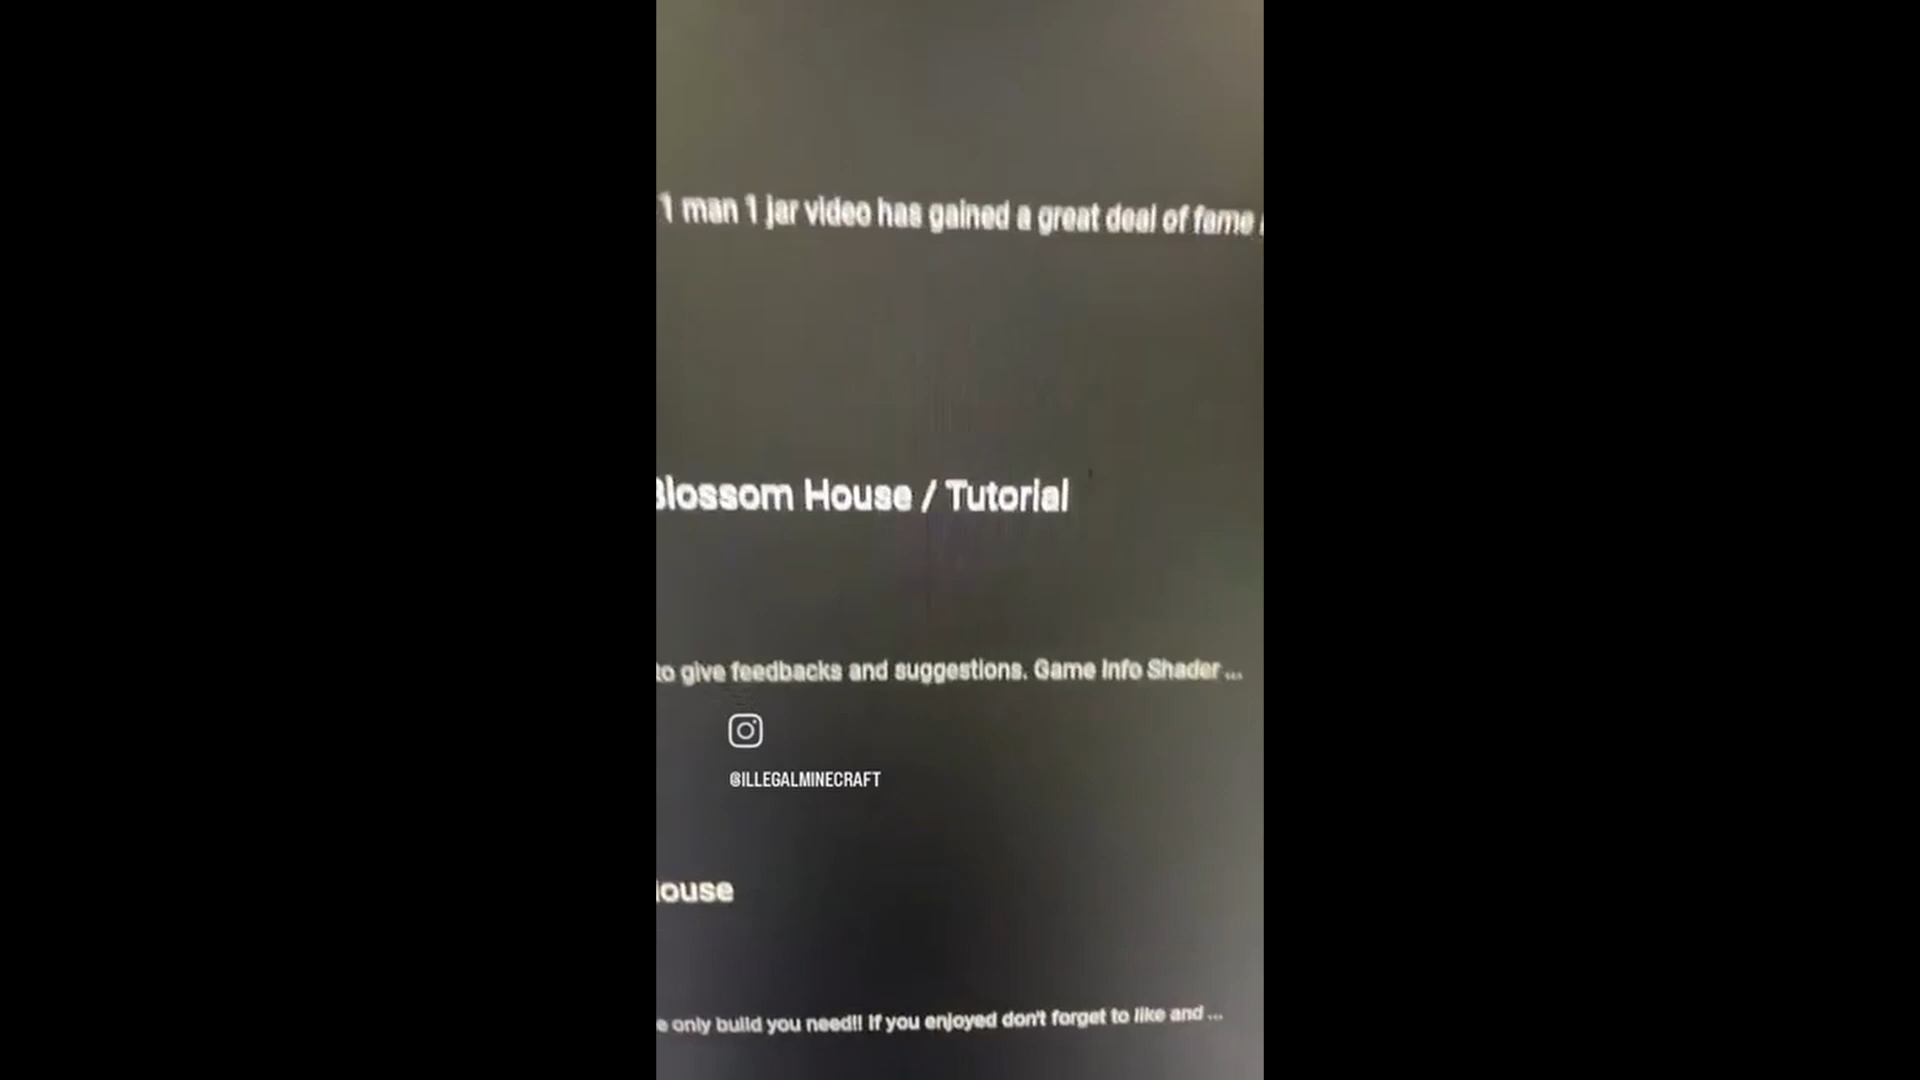 1 man 1 jar video has gained a great deal of fame
Blossom House / Tutorial
to give feedbacks and suggestions. Game Info Shader ...
@ILLEGALMINECRAFT
ouse
e only build you need!! If you enjoyed don't forget to like and ...